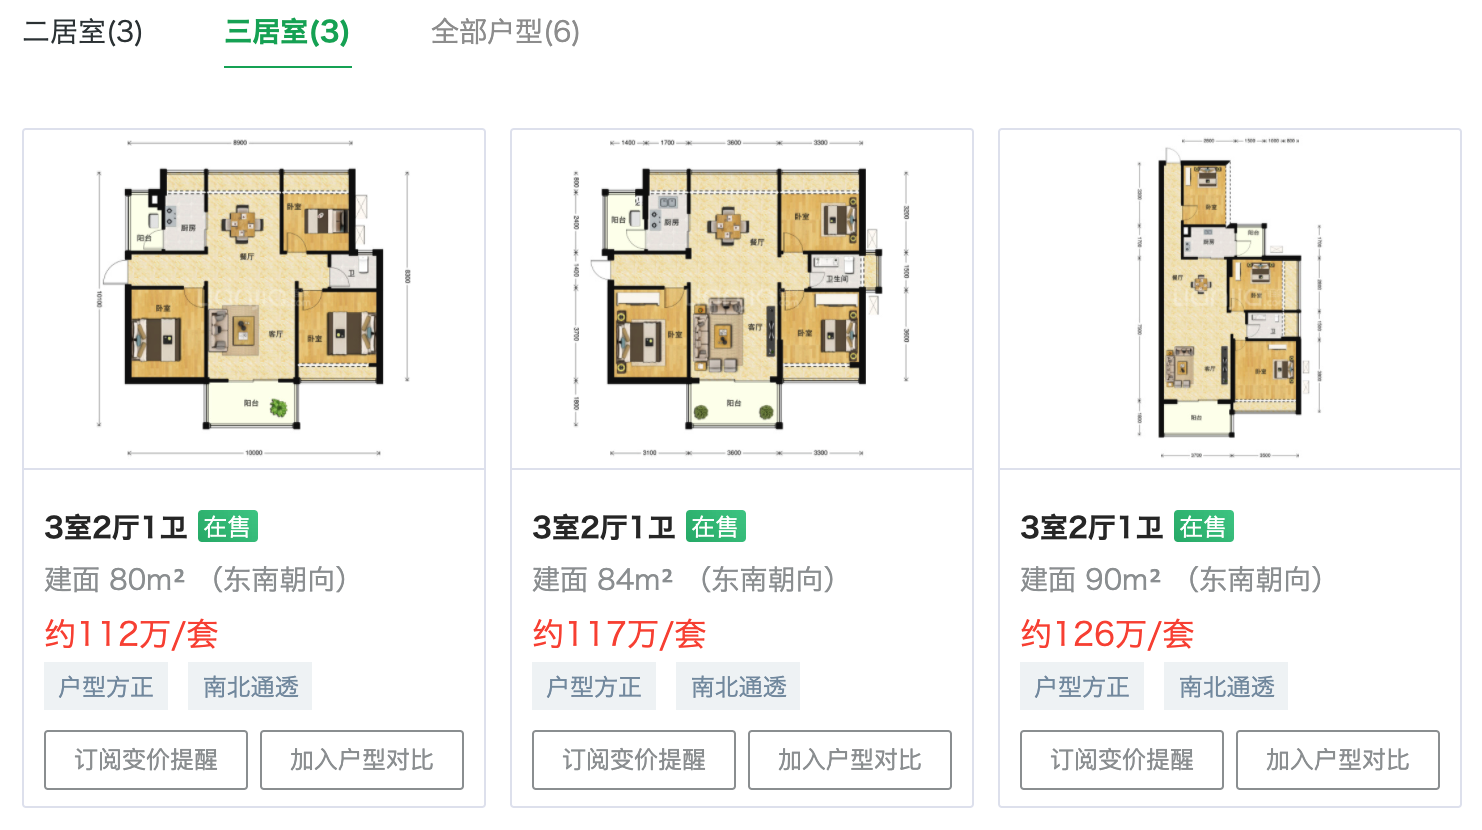 二居室(3)
三居室(3)
全部户型(6)
8900
10100
8300
10000
阳台
厨房
餐厅
卧室
卫
卧室
客厅
卧室
阳台
3室2厅1卫
在售
建面 80m² （东南朝向）
约112万/套
户型方正
南北通透
订阅变价提醒
加入户型对比
1400
1700
3600
3300
2400
1400
3700
3200
1500
3600
3100
3600
3300
阳台
厨房
餐厅
卧室
卫生间
卧室
客厅
卧室
阳台
3室2厅1卫
在售
建面 84m² （东南朝向）
约117万/套
户型方正
南北通透
订阅变价提醒
加入户型对比
卧室
厨房
阳台
餐厅
卧室
卫
客厅
卧室
阳台
3室2厅1卫
在售
建面 90m² （东南朝向）
约126万/套
户型方正
南北通透
订阅变价提醒
加入户型对比